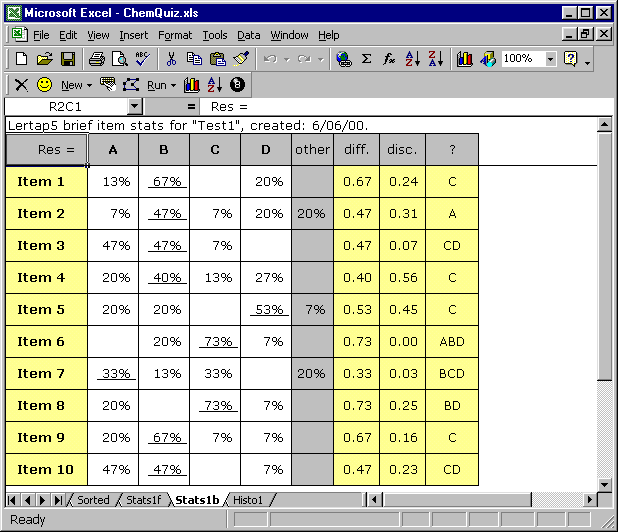 Microsoft Excel - ChemQuiz.xls
File Edit View Insert Format Tools Data Window Help
Σ fx 100% ?
New Run
R2C1 = Res =
Lertap5 brief item stats for "Test1", created: 6/06/00.
Res = A B C D other diff. disc. ?
Item 1 13% 67% 20% 0.67 0.24 C
Item 2 7% 47% 7% 20% 20% 0.47 0.31 A
Item 3 47% 47% 7% 0.47 0.07 CD
Item 4 20% 40% 13% 27% 0.40 0.56 C
Item 5 20% 20% 53% 7% 0.53 0.45 C
Item 6 20% 73% 7% 0.73 0.00 ABD
Item 7 33% 13% 33% 20% 0.33 0.03 BCD
Item 8 20% 73% 7% 0.73 0.25 BD
Item 9 20% 67% 7% 7% 0.67 0.16 C
Item 10 47% 47% 7% 0.47 0.23 CD
Sorted Stats1f Stats1b Histo1
Ready